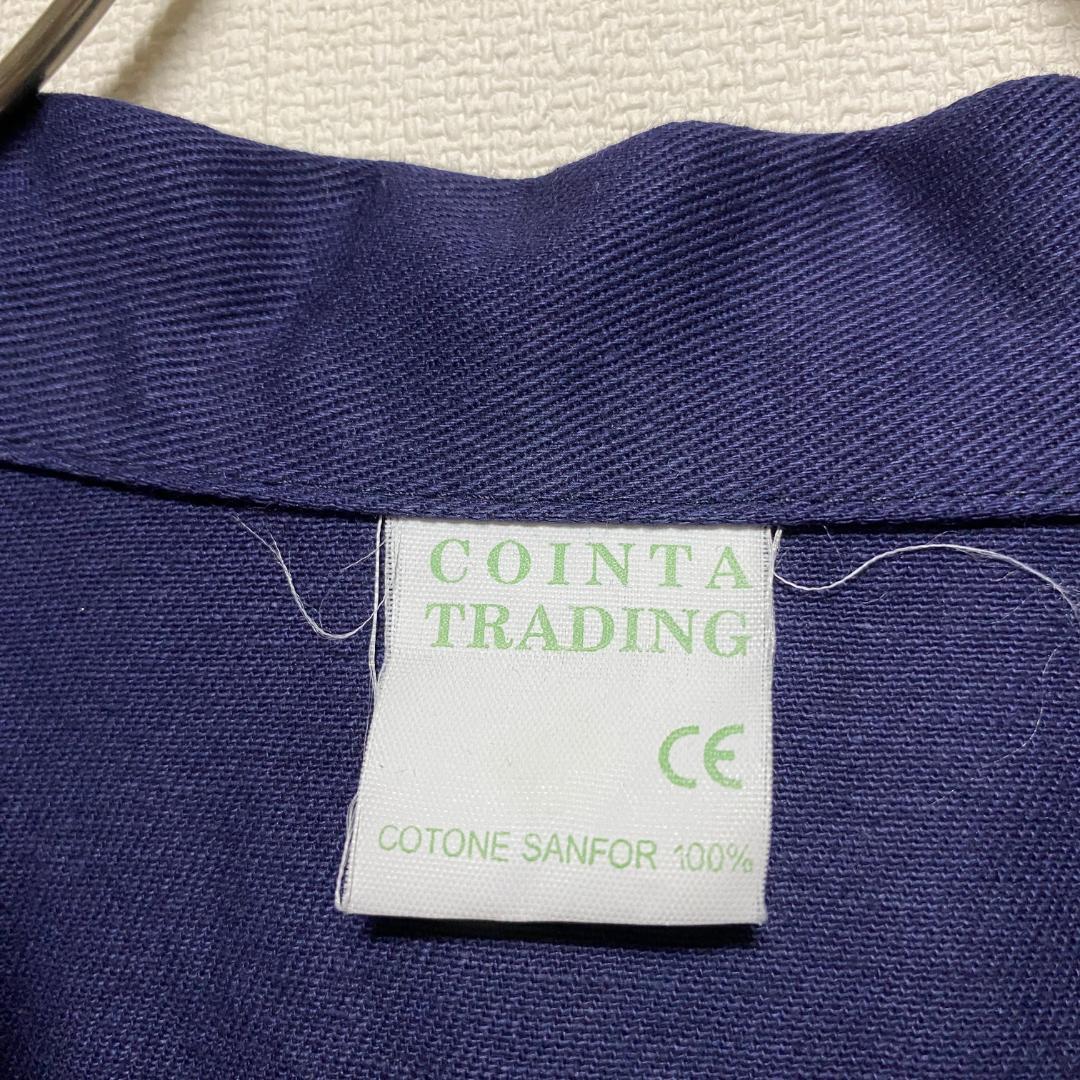 COINTA
TRADING
CE
COTONE SANFOR 100%